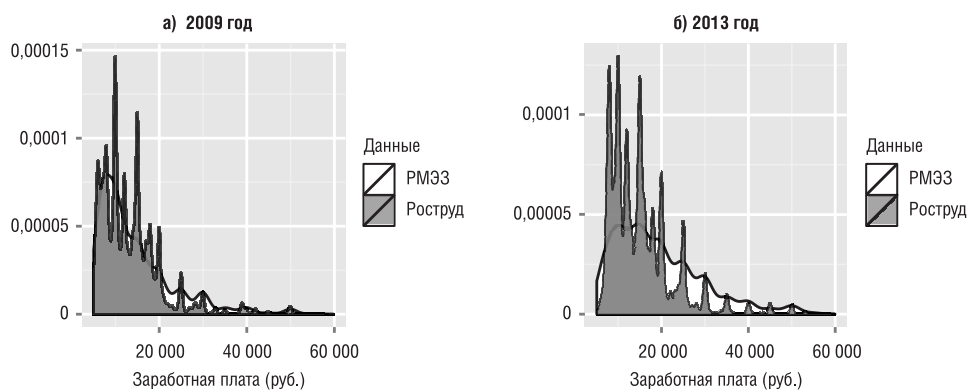 а) 2009 год
0,00015
0,0001
0,00005
0
20 000 40 000 60 000
Заработная плата (руб.)
Данные
РМЭЗ
Роструд
б) 2013 год
0,0001
0,00005
0
20 000 40 000 60 000
Заработная плата (руб.)
Данные
РМЭЗ
Роструд